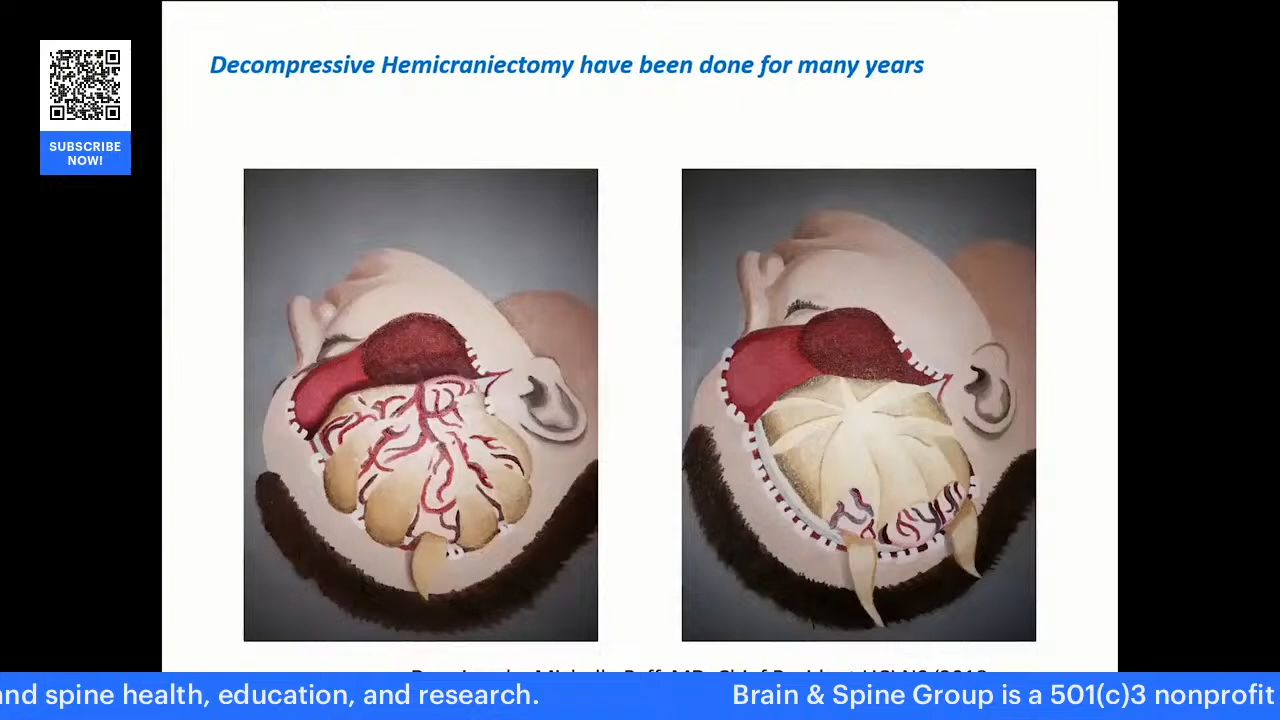 Decompressive Hemicraniectomy have been done for many years
SUBSCRIBE
NOW!
and spine health, education, and research.
Brain & Spine Group is a 501(c)3 nonprofit